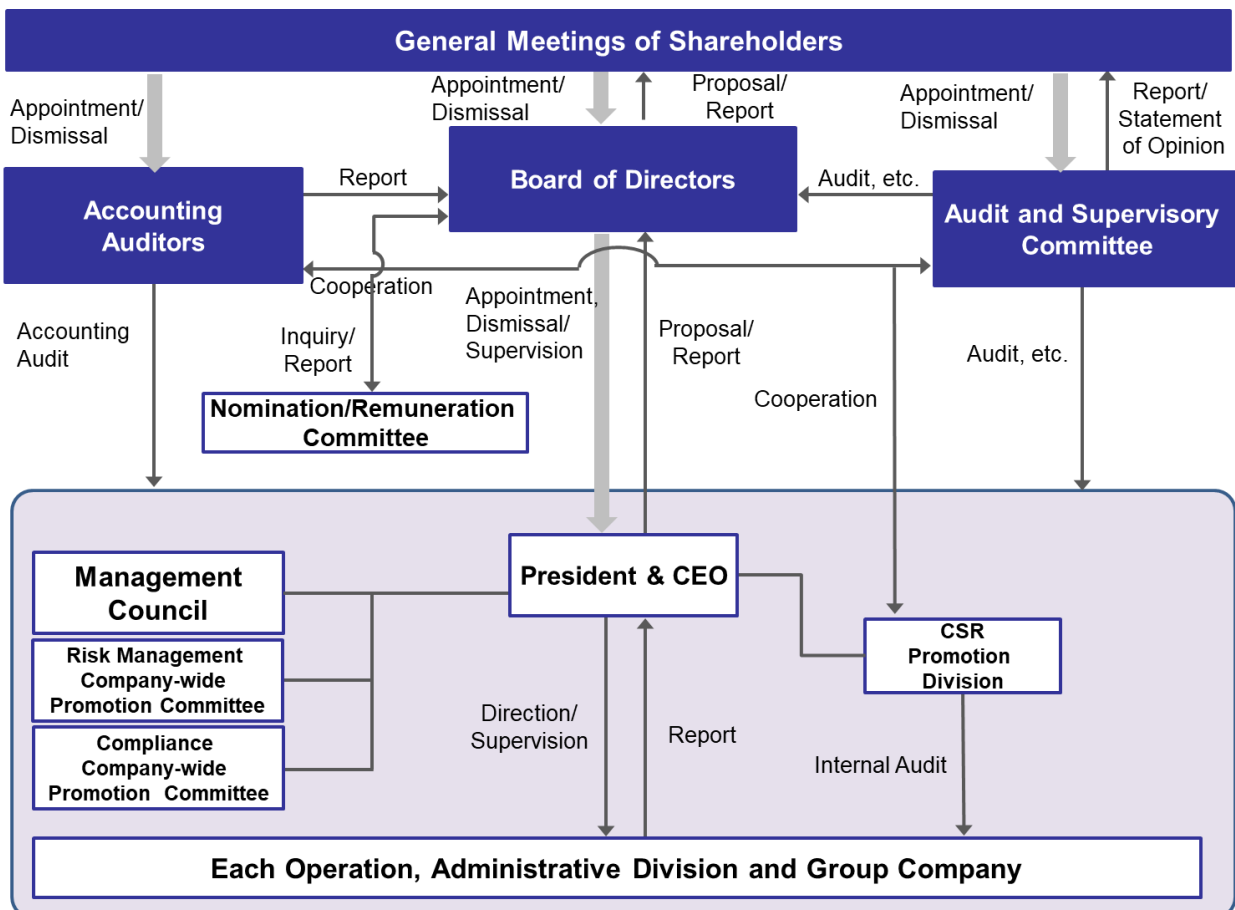 General Meetings of Shareholders
Appointment/
Dismissal
Appointment/
Dismissal
Proposal/
Report
Appointment/
Dismissal
Report/
Statement
of Opinion
Accounting
Auditors
Report
Board of Directors
Audit, etc.
Audit and Supervisory
Committee
Cooperation
Accounting
Audit
Inquiry/
Report
Appointment,
Dismissal/
Supervision
Proposal/
Report
Cooperation
Audit, etc.
Nomination/Remuneration
Committee
Management
Council
President & CEO
Risk Management
Company-wide
Promotion Committee
CSR
Promotion
Division
Compliance
Company-wide
Promotion Committee
Direction/
Supervision
Report
Internal Audit
Each Operation, Administrative Division and Group Company